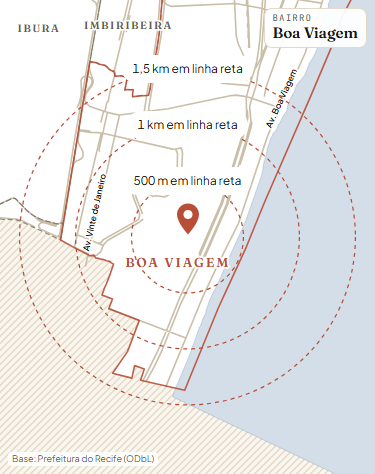 IBURA
IMBIRIBEIRA
BAIRRO
Boa Viagem
1,5 km em linha reta
Av. Boa Viagem
1 km em linha reta
500 m em linha reta
Av. Vinte de Janeiro
BOA VIAGEM
Base: Prefeitura do Recife (ODbL)